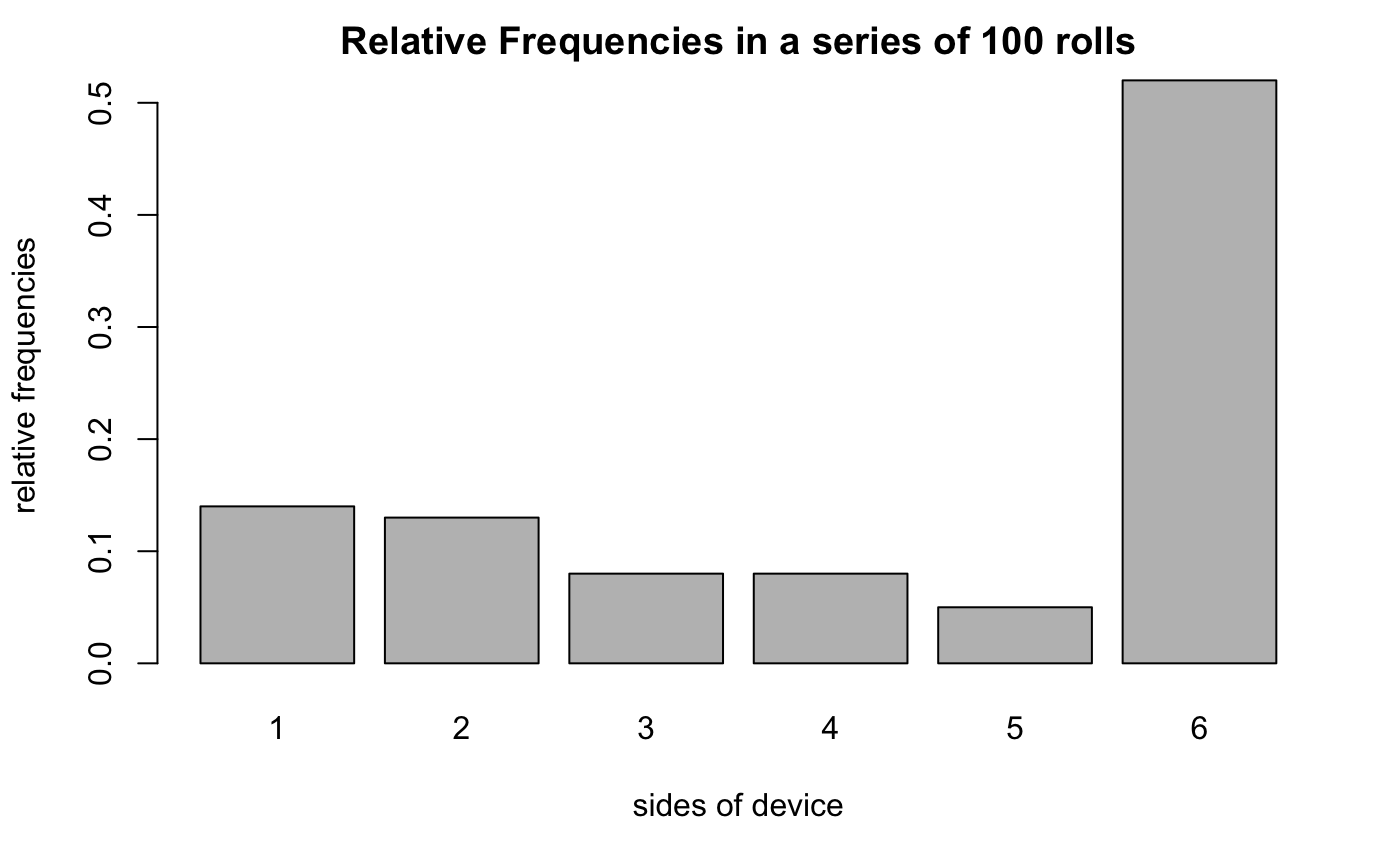 Relative Frequencies in a series of 100 rolls
relative frequencies
0.5
0.4
0.3
0.2
0.1
0.0
1 2 3 4 5 6
sides of device